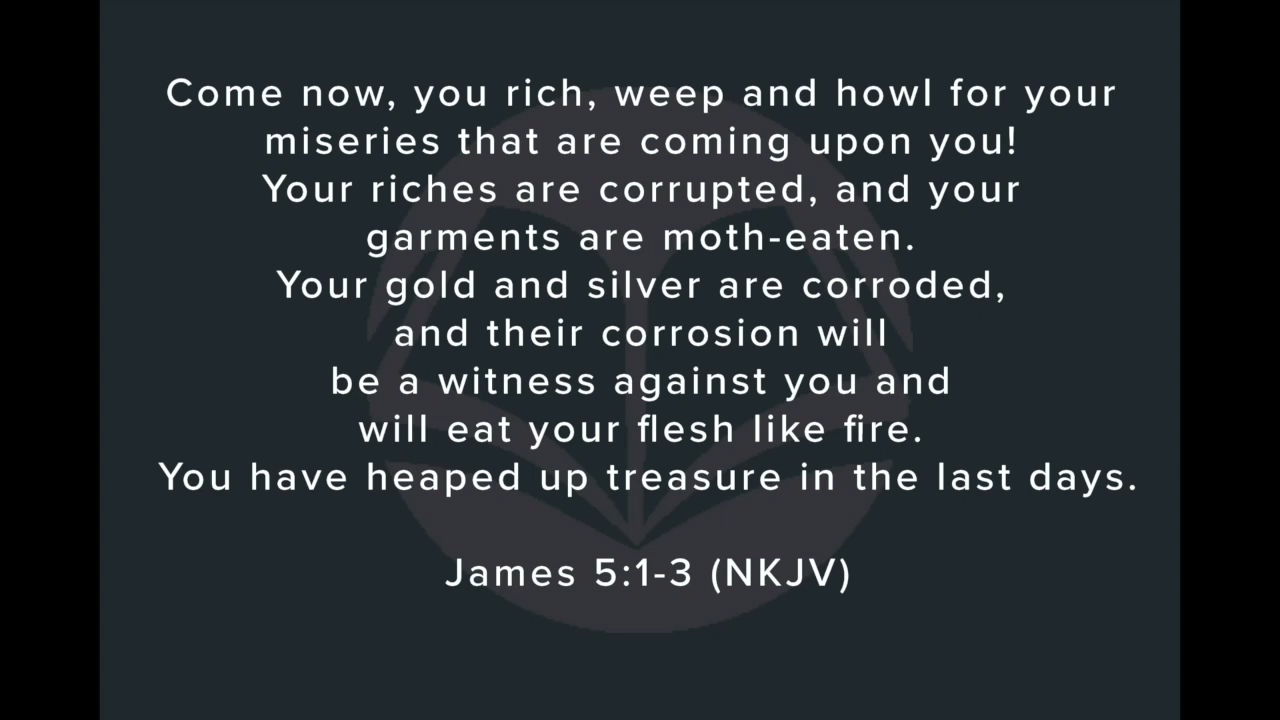 Come now, you rich, weep and howl for your
miseries that are coming upon you!
Your riches are corrupted, and your
garments are moth-eaten.
Your gold and silver are corroded,
and their corrosion will
be a witness against you and
will eat your flesh like fire.
You have heaped up treasure in the last days.
James 5:1-3 (NKJV)